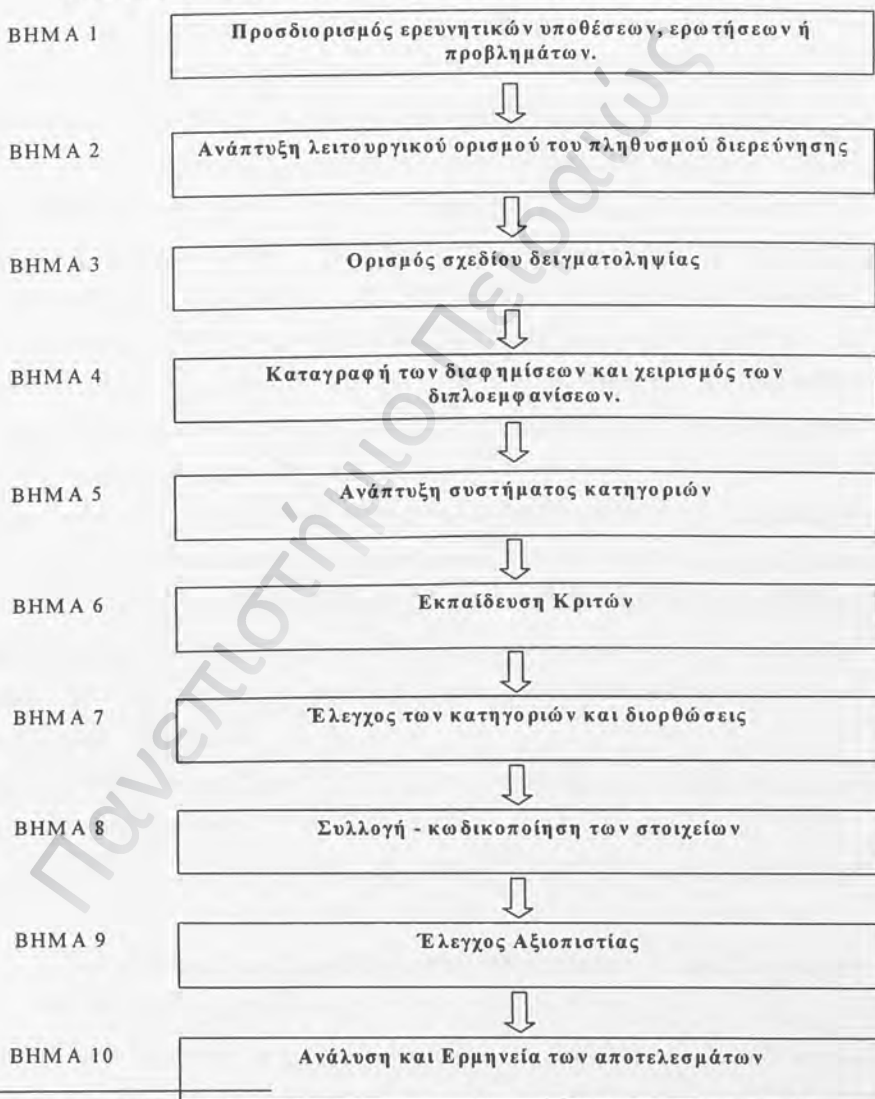 ΒΗΜΑ 1
Προσδιορισμός ερευνητικών υποθέσεων, ερωτήσεων ή
προβλημάτων.
ΒΗΜΑ 2
Ανάπτυξη λειτουργικού ορισμού του πληθυσμού διερεύνησης
ΒΗΜΑ 3
Ορισμός σχεδίου δειγματοληψίας
ΒΗΜΑ 4
Καταγραφή των διαφημίσεων και χειρισμός των
διπλοεμφανίσεων.
ΒΗΜΑ 5
Ανάπτυξη συστήματος κατηγοριών
ΒΗΜΑ 6
Εκπαίδευση Κριτών
ΒΗΜΑ 7
Έλεγχος των κατηγοριών και διορθώσεις
ΒΗΜΑ 8
Συλλογή - κωδικοποίηση των στοιχείων
ΒΗΜΑ 9
Έλεγχος Αξιοπιστίας
ΒΗΜΑ 10
Ανάλυση και Ερμηνεία των αποτελεσμάτων
Πανεπιστήμιο Πειραιώς